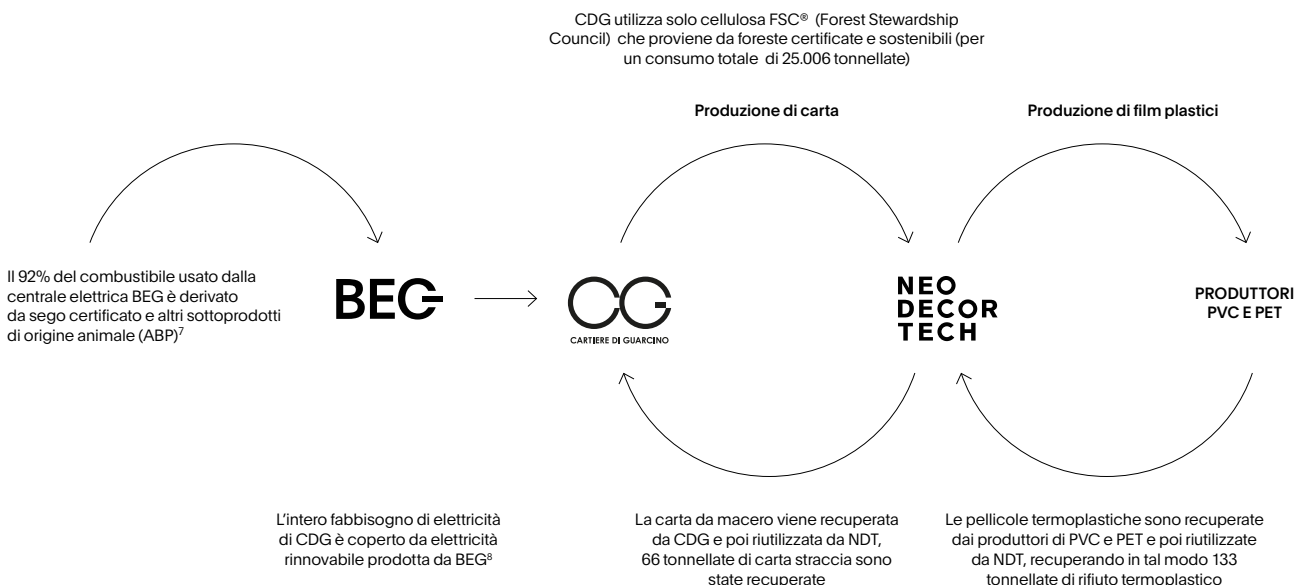 CDG utilizza solo cellulosa FSC® (Forest Stewardship
Council) che proviene da foreste certificate e sostenibili (per
un consumo totale di 25.006 tonnellate)
Produzione di carta
Produzione di film plastici
Il 92% del combustibile usato dalla
centrale elettrica BEG è derivato
da sego certificato e altri sottoprodotti
di origine animale (ABP)⁷
BEG
CG
CARTIERE DI GUARCINO
NEO
DECOR
TECH
PRODUTTORI
PVC E PET
L'intero fabbisogno di elettricità
di CDG è coperto da elettricità
rinnovabile prodotta da BEG⁸
La carta da macero viene recuperata
da CDG e poi riutilizzata da NDT,
66 tonnellate di carta straccia sono
state recuperate
Le pellicole termoplastiche sono recuperate
dai produttori di PVC e PET e poi riutilizzate
da NDT, recuperando in tal modo 133
tonnellate di rifiuto termoplastico